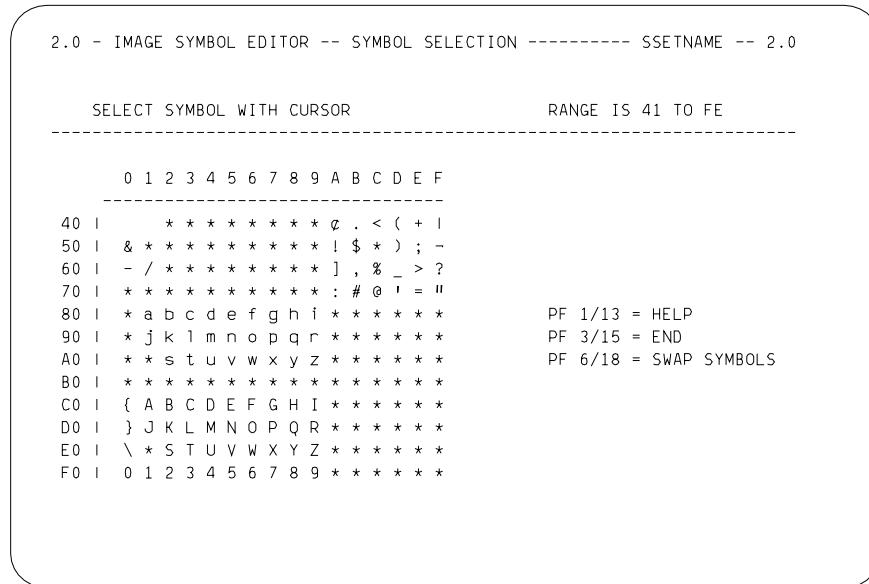 2.0 - IMAGE SYMBOL EDITOR -- SYMBOL SELECTION ---------- SSETNAME -- 2.0
SELECT SYMBOL WITH CURSOR RANGE IS 41 TO FE
------------------------------------------------------------------------
0 1 2 3 4 5 6 7 8 9 A B C D E F
---------------------------------
40 | * * * * * * * * ¢ . < ( + |
50 | & * * * * * * * * * ! $ * ) ; ¬
60 | - / * * * * * * * * ] , % _ > ?
70 | * * * * * * * * * * : # @ ' = "
80 | * a b c d e f g h i * * * * * * PF 1/13 = HELP
90 | * j k l m n o p q r * * * * * * PF 3/15 = END
A0 | * * s t u v w x y z * * * * * * PF 6/18 = SWAP SYMBOLS
B0 | * * * * * * * * * * * * * * * *
C0 | { A B C D E F G H I * * * * * *
D0 | } J K L M N O P Q R * * * * * *
E0 | \ * S T U V W X Y Z * * * * * *
F0 | 0 1 2 3 4 5 6 7 8 9 * * * * * *